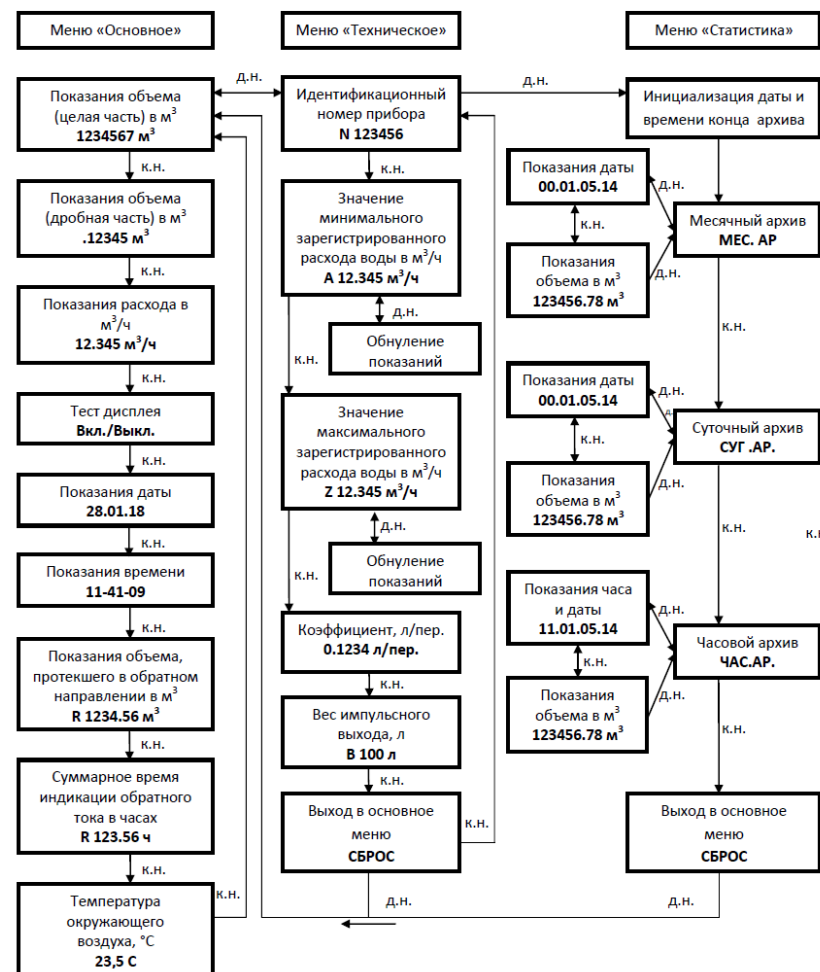 Меню «Основное»
Показания объема
(целая часть) в м³
1234567 м³
к.н.
Показания объема
(дробная часть) в м³
.12345 м³
к.н.
Показания расхода в
м³/ч
12.345 м³/ч
к.н.
Тест дисплея
Вкл./Выкл.
к.н.
Показания даты
28.01.18
к.н.
Показания времени
11-41-09
к.н.
Показания объема,
протекшего в обратном
направлении в м³
R 1234.56 м³
к.н.
Суммарное время
индикации обратного
тока в часах
R 123.56 ч
к.н.
Температура
окружающего
воздуха, °С
23,5 С
к.н.
д.н.
Меню «Техническое»
Идентификационный
номер прибора
N 123456
к.н.
Значение
минимального
зарегистрированного
расхода воды в м³/ч
А 12.345 м³/ч
д.н.
Обнуление
показаний
к.н.
Значение
максимального
зарегистрированного
расхода воды в м³/ч
Z 12.345 м³/ч
д.н.
Обнуление
показаний
к.н.
Коэффициент, л/пер.
0.1234 л/пер.
к.н.
Вес импульсного
выхода, л
В 100 л
к.н.
Выход в основное
меню
СБРОС
к.н.
д.н.
д.н.
Меню «Статистика»
Инициализация даты и
времени конца архива
Показания даты
00.01.05.14
д.н.
к.н.
Месячный архив
МЕС. АР
Показания
объема в м³
123456.78 м³
д.н.
к.н.
Показания даты
00.01.05.14
д.н.
д.
к.н.
Суточный архив
СУГ .АР.
Показания
объема в м³
123456.78 м³
д.н.
к.н.
Показания часа
и даты
11.01.05.14
д.н.
к.н.
Часовой архив
ЧАС.АР.
Показания
объема в м³
123456.78 м³
д.н.
к.н.
Выход в основное
меню
СБРОС
д.н.